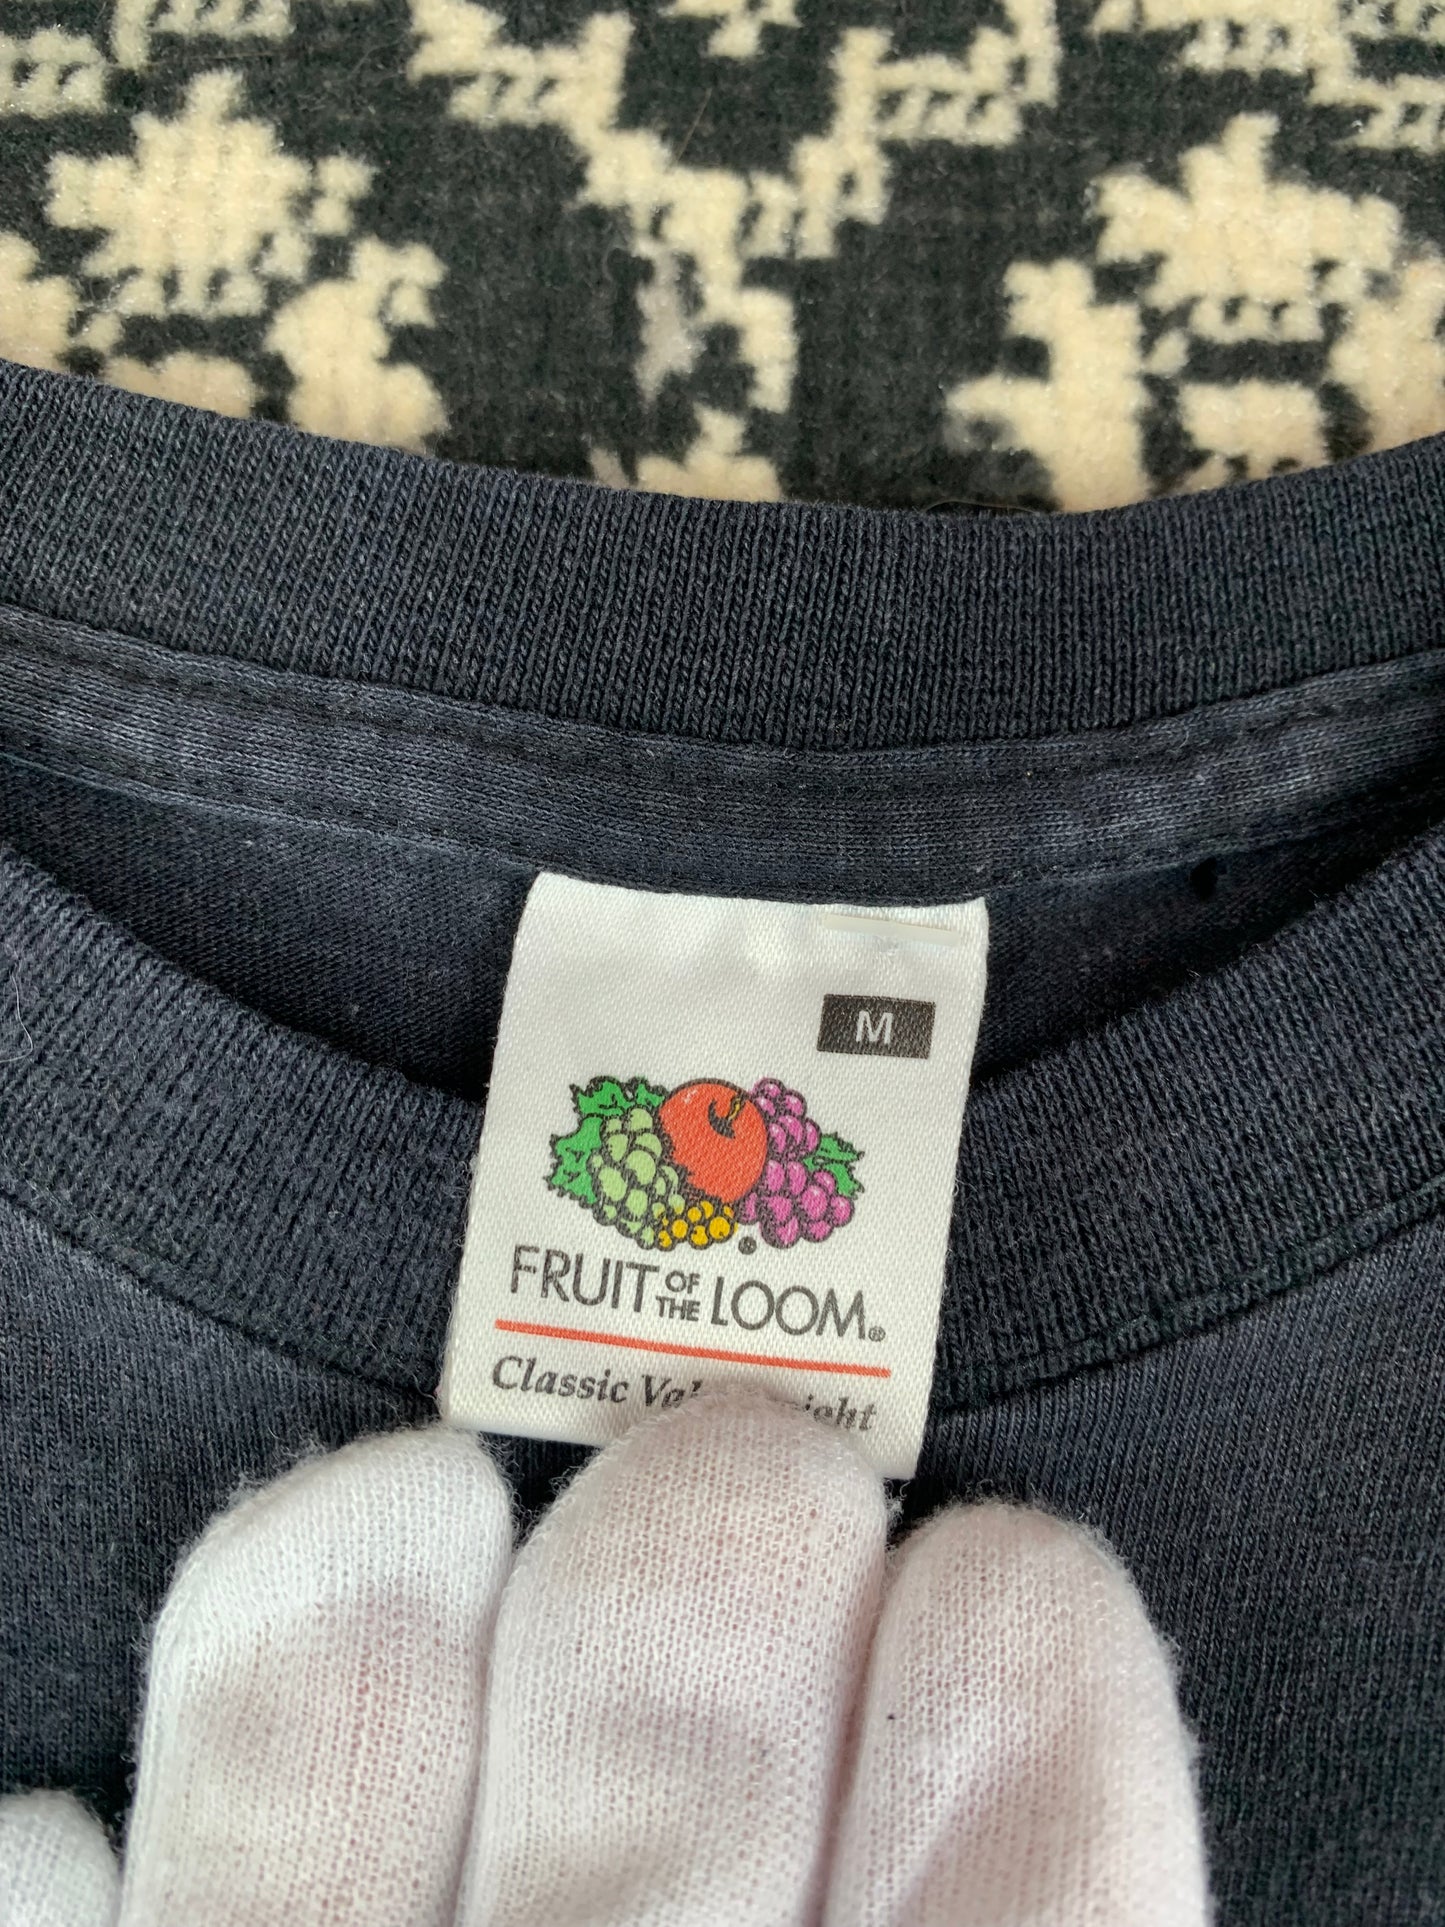 M
FRUIT OF THE LOOM®
Classic